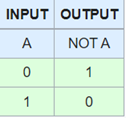 INPUT OUTPUT
A NOT A
0 1
1 0